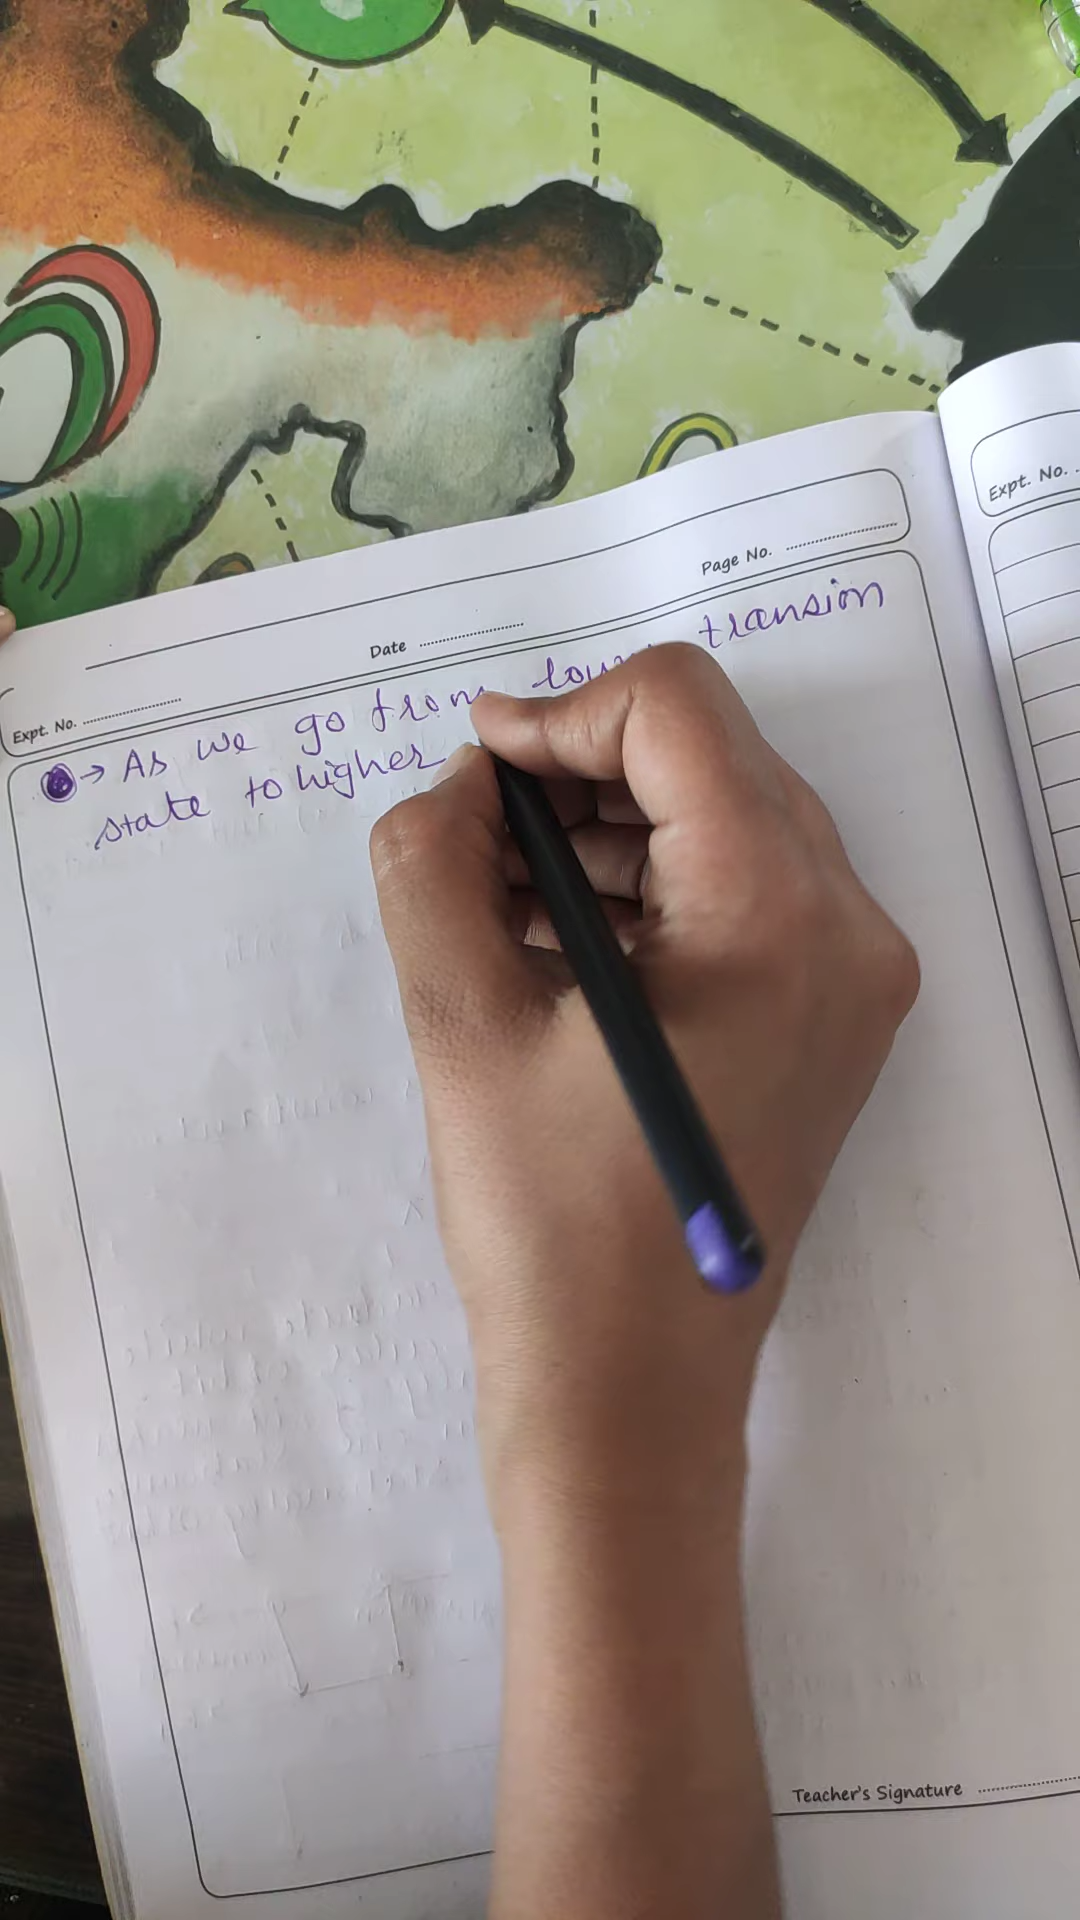 Expt. No.
Page No.
Date
Expt. No.
→ As we go from transion
state to higher
Teacher's Signature